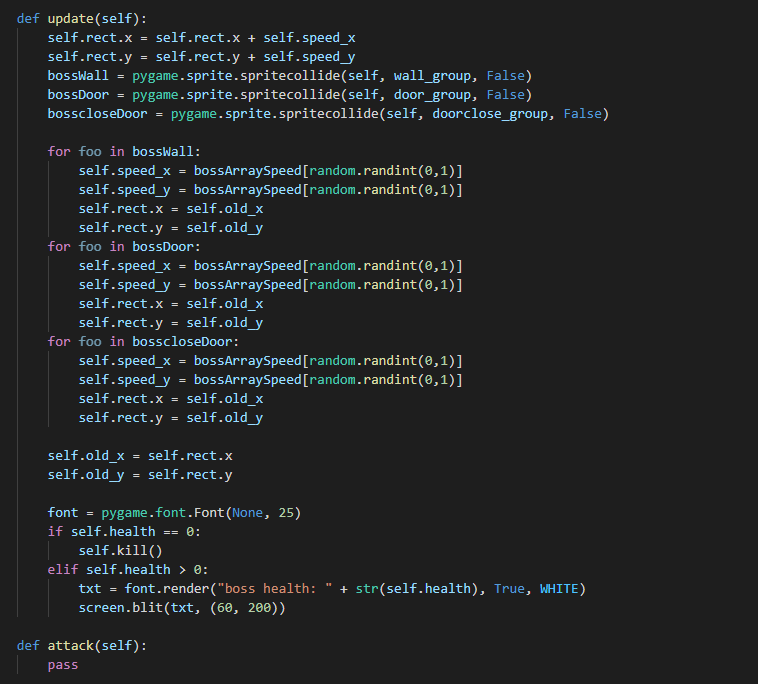 def update(self):
    self.rect.x = self.rect.x + self.speed_x
    self.rect.y = self.rect.y + self.speed_y
    bossWall = pygame.sprite.spritecollide(self, wall_group, False)
    bossDoor = pygame.sprite.spritecollide(self, door_group, False)
    bosscloseDoor = pygame.sprite.spritecollide(self, doorclose_group, False)

    for foo in bossWall:
        self.speed_x = bossArraySpeed[random.randint(0,1)]
        self.speed_y = bossArraySpeed[random.randint(0,1)]
        self.rect.x = self.old_x
        self.rect.y = self.old_y
    for foo in bossDoor:
        self.speed_x = bossArraySpeed[random.randint(0,1)]
        self.speed_y = bossArraySpeed[random.randint(0,1)]
        self.rect.x = self.old_x
        self.rect.y = self.old_y
    for foo in bosscloseDoor:
        self.speed_x = bossArraySpeed[random.randint(0,1)]
        self.speed_y = bossArraySpeed[random.randint(0,1)]
        self.rect.x = self.old_x
        self.rect.y = self.old_y

    self.old_x = self.rect.x
    self.old_y = self.rect.y

    font = pygame.font.Font(None, 25)
    if self.health == 0:
        self.kill()
    elif self.health > 0:
        txt = font.render("boss health: " + str(self.health), True, WHITE)
        screen.blit(txt, (60, 200))

def attack(self):
    pass